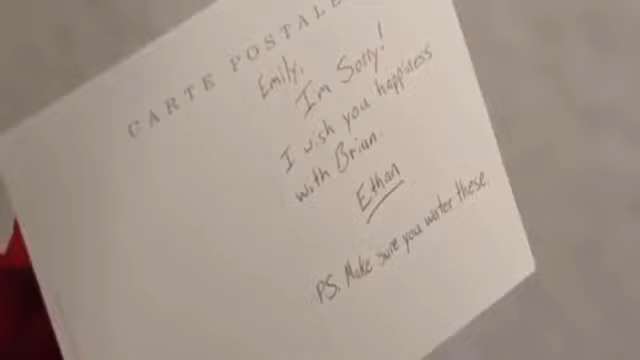 CARTE POSTALE
Emily,
I'm Sorry!
I wish you happiness
with Brian.
Ethan
PS. Make sure you water these.